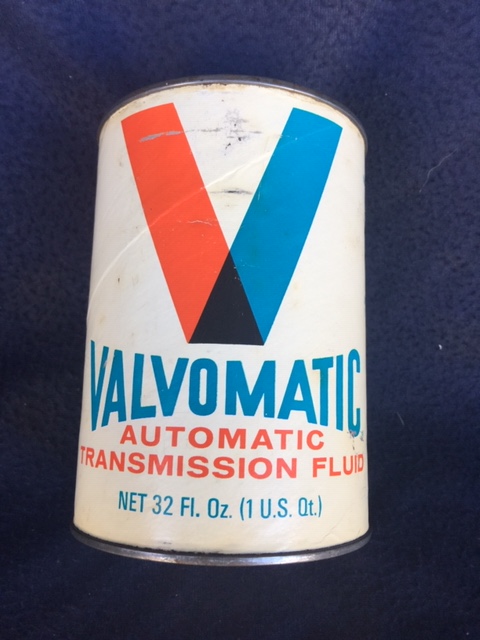 VALVOMATIC
AUTOMATIC
TRANSMISSION FLUID
NET 32 Fl. Oz. (1 U.S. Qt.)